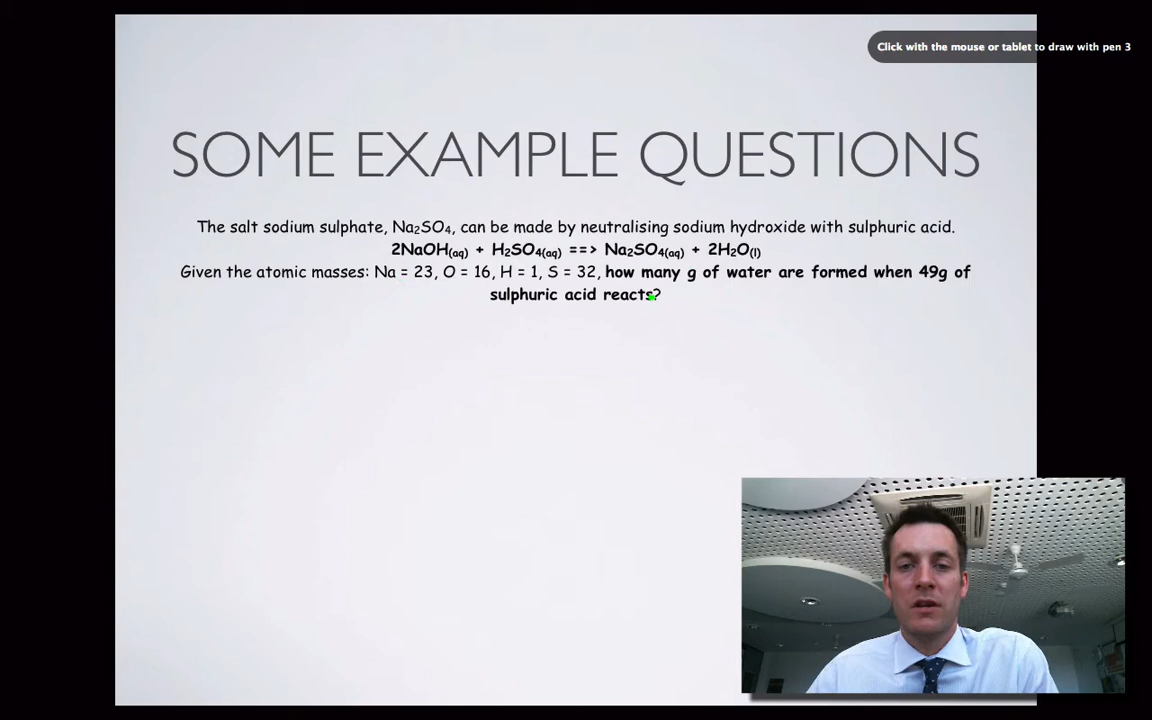 Click with the mouse or tablet to draw with pen 3
SOME EXAMPLE QUESTIONS
The salt sodium sulphate, Na₂SO₄, can be made by neutralising sodium hydroxide with sulphuric acid.
2NaOH(aq) + H₂SO₄(aq) ==> Na₂SO₄(aq) + 2H₂O(l)
Given the atomic masses: Na = 23, O = 16, H = 1, S = 32, how many g of water are formed when 49g of
sulphuric acid reacts?